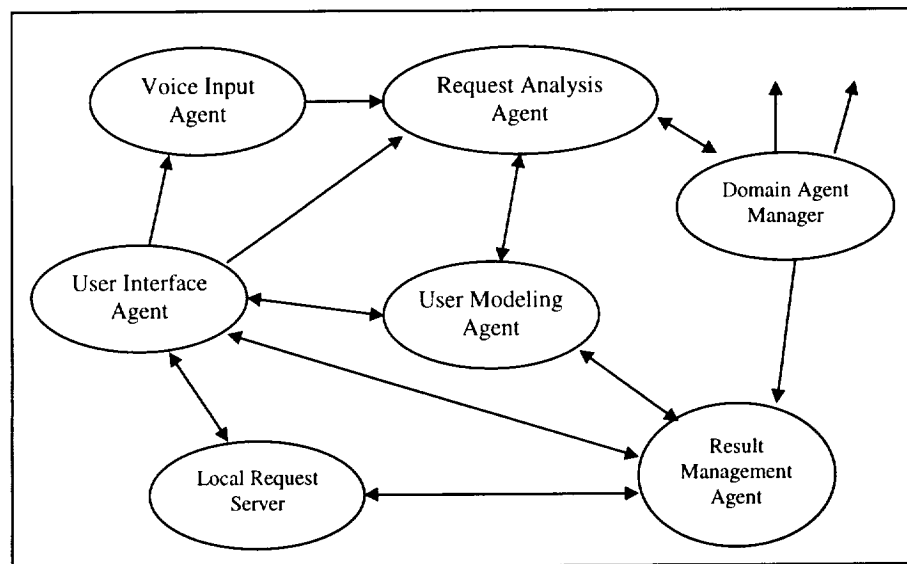 Voice Input
Agent
Request Analysis
Agent
Domain Agent
Manager
User Interface
Agent
User Modeling
Agent
Local Request
Server
Result
Management
Agent